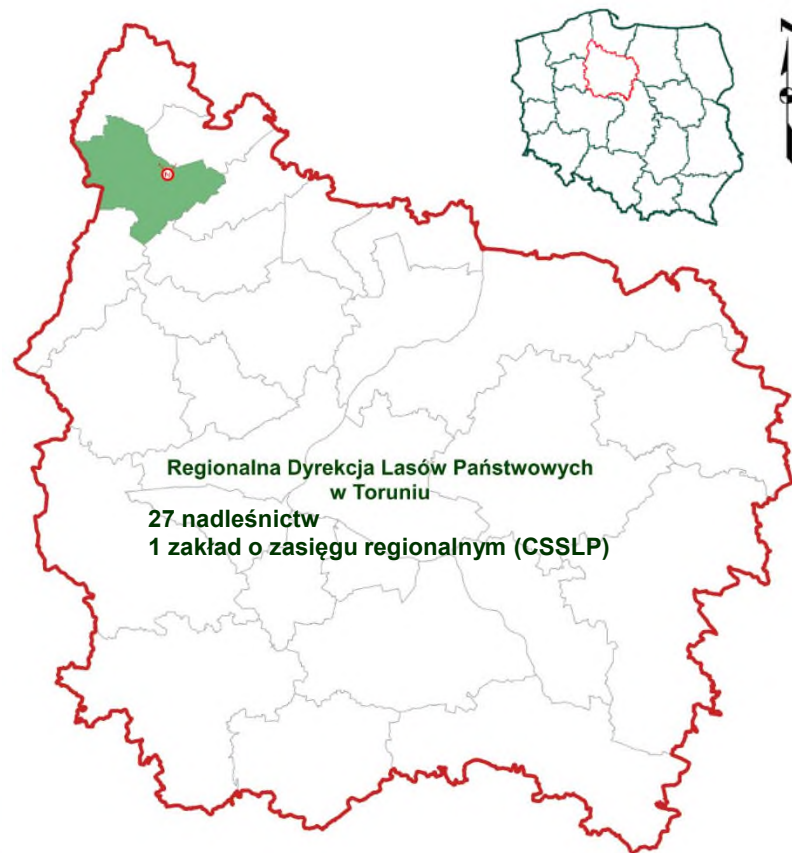 Regionalna Dyrekcja Lasów Państwowych
w Toruniu
27 nadleśnictw
1 zakład o zasięgu regionalnym (CSSLP)